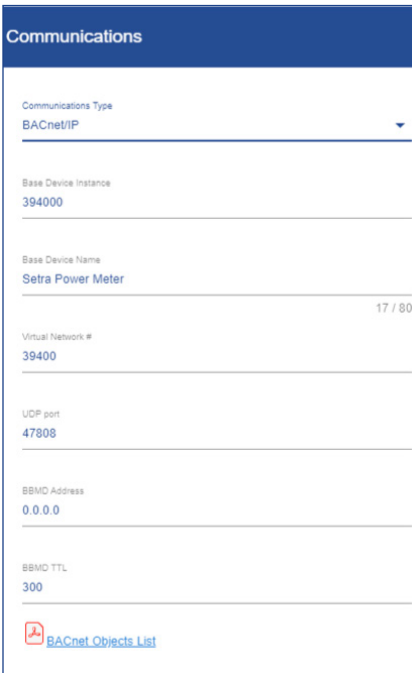 Communications
Communications Type
BACnet/IP
Base Device Instance
394000
Base Device Name
Setra Power Meter
17 / 80
Virtual Network #
39400
UDP port
47808
BBMD Address
0.0.0.0
BBMD TTL
300
BACnet Objects List